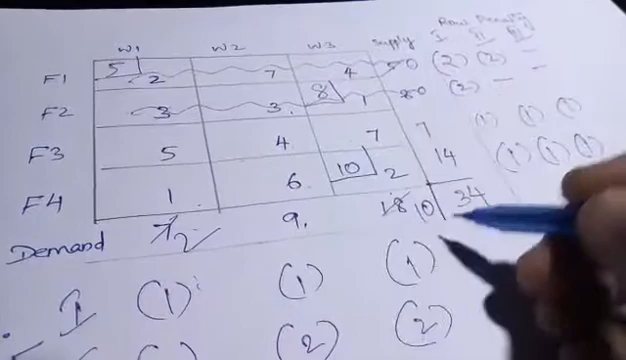 Row Penalty
W1 W2 W3 Supply I II III
F1 5 2 7 4 5 0 (2) (2) -
F2 3 3 8 1 8 0 (2) - -
F3 5 4 7 7 (1) (1) (1)
F4 1 6 10 2 14 (1) (1) (1)
Demand 7 2 9 18 10 34
I (1) (1) (1)
(2) (2)